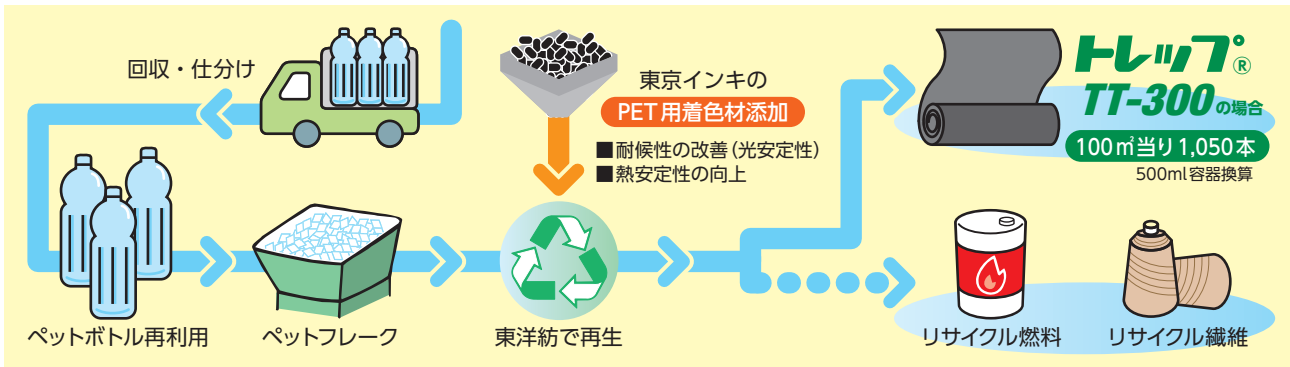 回収・仕分け
東京インキの
PET用着色材添加
■耐候性の改善(光安定性)
■熱安定性の向上
トレップ®
TT-300の場合
100㎡当り1,050本
500ml容器換算
ペットボトル再利用
ペットフレーク
東洋紡で再生
リサイクル燃料
リサイクル繊維